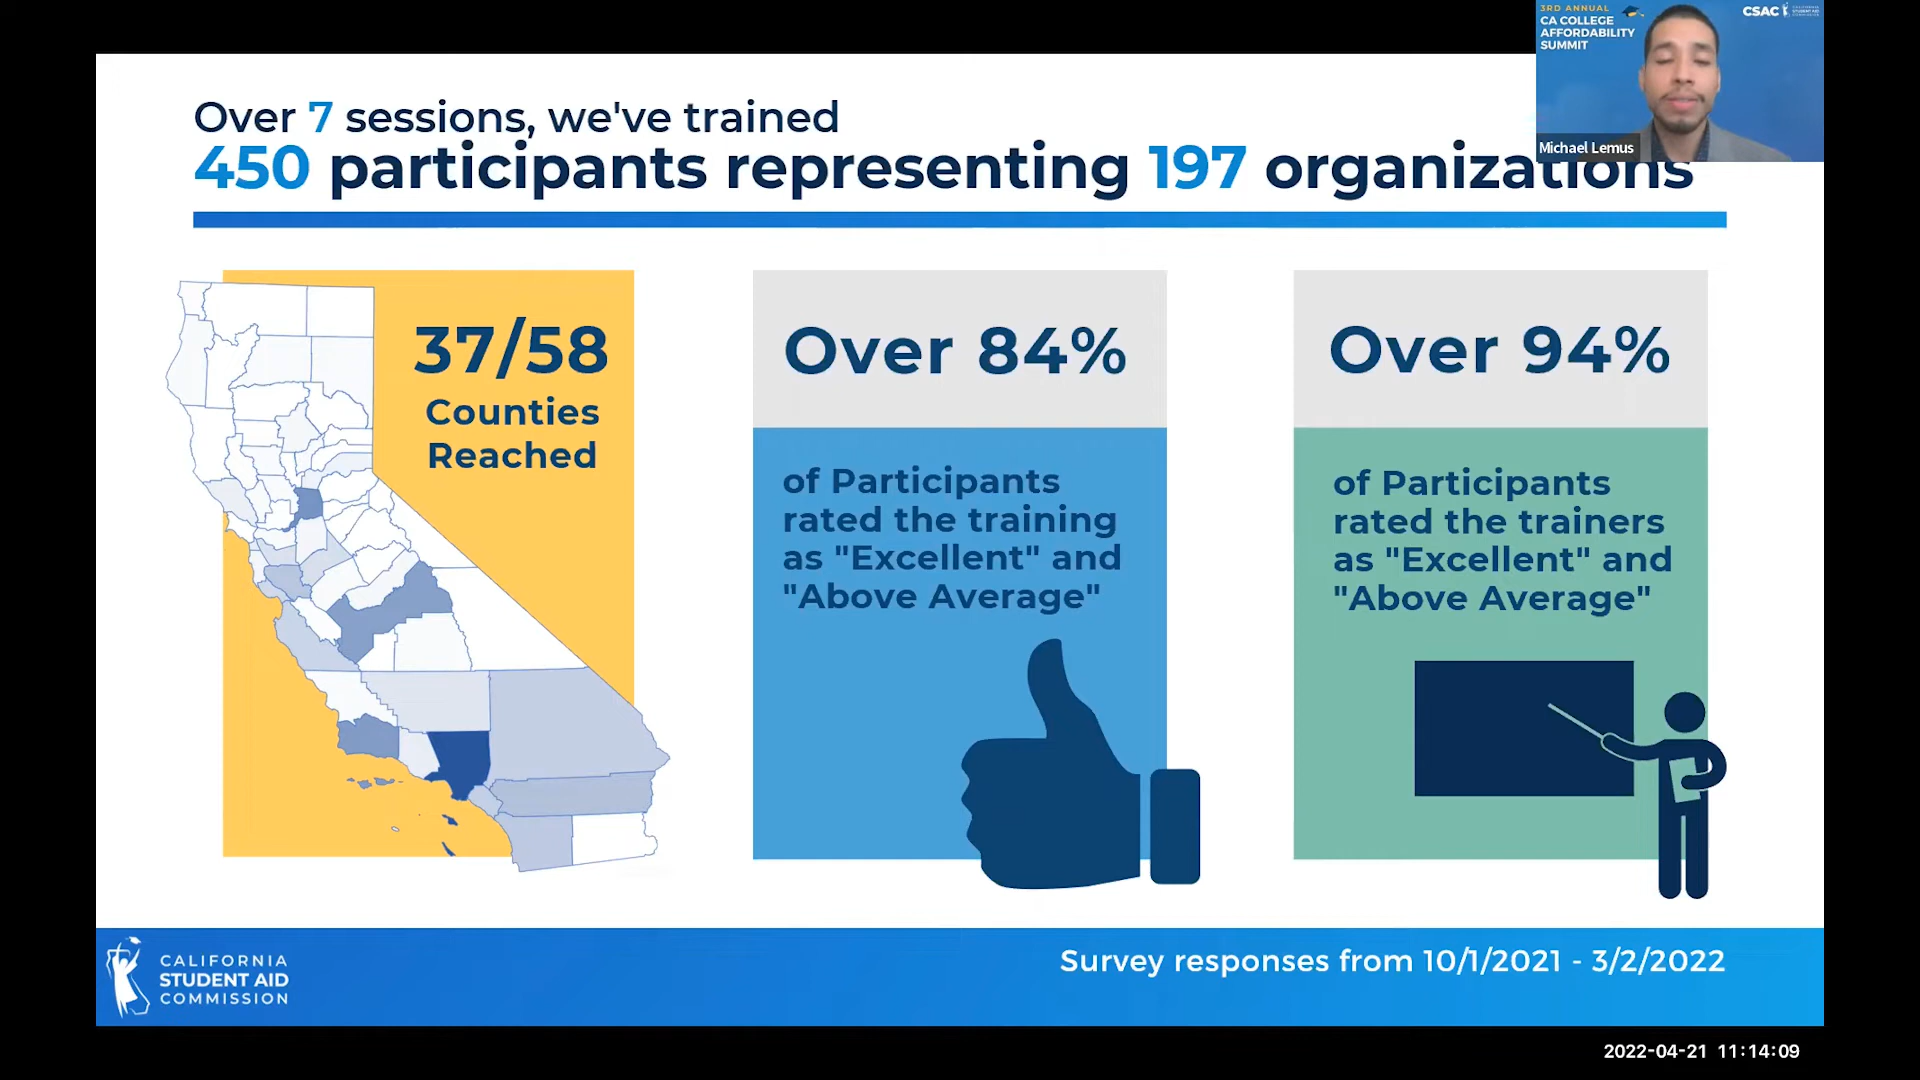 3RD ANNUAL
CA COLLEGE
AFFORDABILITY
SUMMIT
CSAC
Michael Lemus
Over 7 sessions, we've trained
450 participants representing 197 organizations
37/58
Counties
Reached
Over 84%
of Participants
rated the training
as "Excellent" and
"Above Average"
Over 94%
of Participants
rated the trainers
as "Excellent" and
"Above Average"
CALIFORNIA
STUDENT AID
COMMISSION
Survey responses from 10/1/2021 - 3/2/2022
2022-04-21 11:14:09